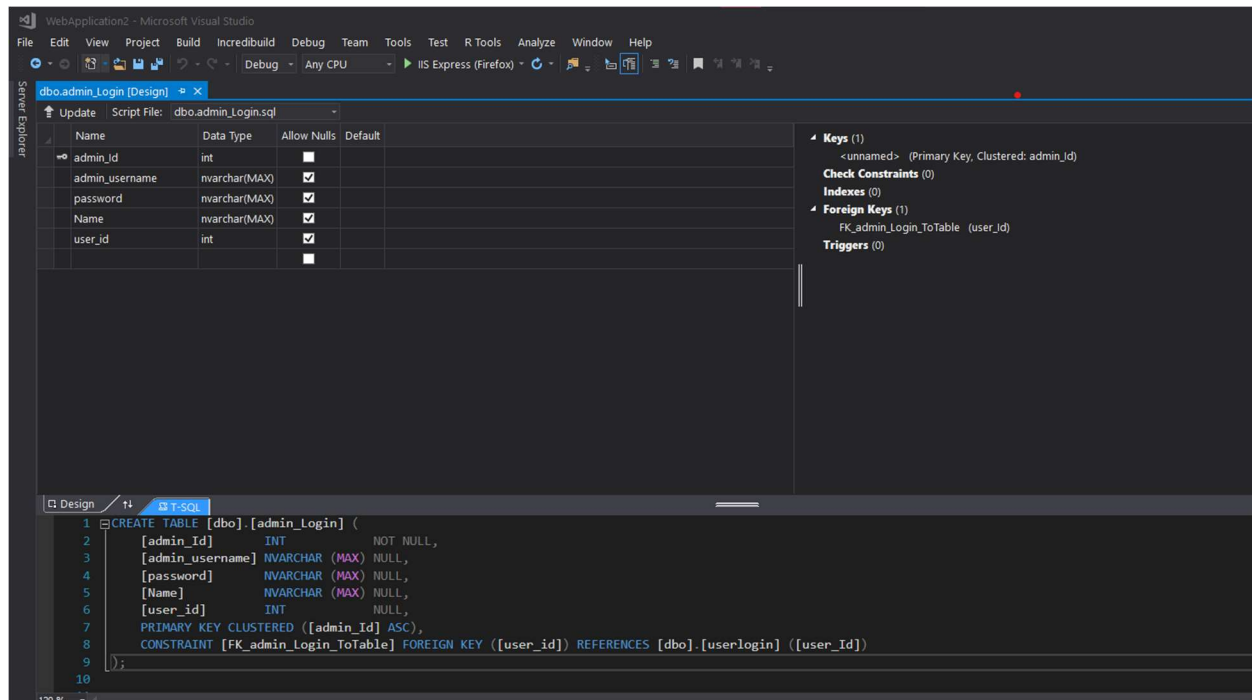 WebApplication2 - Microsoft Visual Studio
File Edit View Project Build Incredibuild Debug Team Tools Test R Tools Analyze Window Help
Debug Any CPU IIS Express (Firefox)
Server Explorer
dbo.admin_Login [Design]
Update Script File: dbo.admin_Login.sql
Name Data Type Allow Nulls Default
admin_Id int
admin_username nvarchar(MAX)
password nvarchar(MAX)
Name nvarchar(MAX)
user_id int
Keys (1)
<unnamed> (Primary Key, Clustered: admin_Id)
Check Constraints (0)
Indexes (0)
Foreign Keys (1)
FK_admin_Login_ToTable (user_Id)
Triggers (0)
Design T-SQL
1 CREATE TABLE [dbo].[admin_Login] (
2 [admin_Id] INT NOT NULL,
3 [admin_username] NVARCHAR (MAX) NULL,
4 [password] NVARCHAR (MAX) NULL,
5 [Name] NVARCHAR (MAX) NULL,
6 [user_id] INT NULL,
7 PRIMARY KEY CLUSTERED ([admin_Id] ASC),
8 CONSTRAINT [FK_admin_Login_ToTable] FOREIGN KEY ([user_id]) REFERENCES [dbo].[userlogin] ([user_Id])
9 );
10